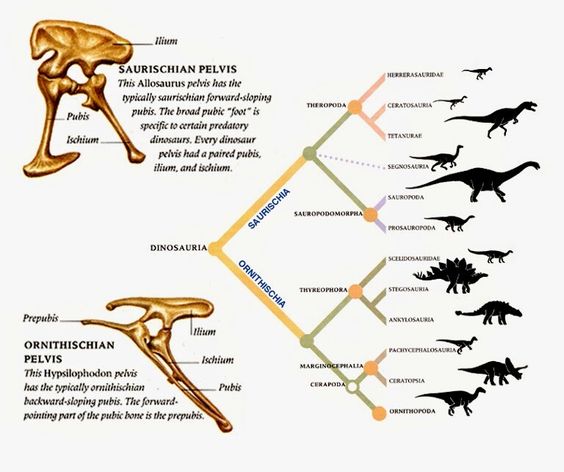 Ilium
SAURISCHIAN PELVIS
This Allosaurus pelvis has the
typically saurischian forward-sloping
pubis. The broad pubic "foot" is
specific to certain predatory
dinosaurs. Every dinosaur
pelvis had a paired pubis,
ilium, and ischium.
Pubis
Ischium
DINOSAURIA
SAURISCHIA
ORNITHISCHIA
THEROPODA
HERRERASAURIDAE
CERATOSAURIA
TETANURAE
SEGNOSAURIA
SAUROPODOMORPHA
SAUROPODA
PROSAUROPODA
THYREOPHORA
SCELIDOSAURIDAE
STEGOSAURIA
ANKYLOSAURIA
MARGINOCEPHALIA
PACHYCEPHALOSAURIA
CERATOPSIA
CERAPODA
ORNITHOPODA
Prepubis
Ilium
Ischium
Pubis
ORNITHISCHIAN
PELVIS
This Hypsilophodon pelvis
has the typically ornithischian
backward-sloping pubis. The forward-
pointing part of the pubic bone is the prepubis.